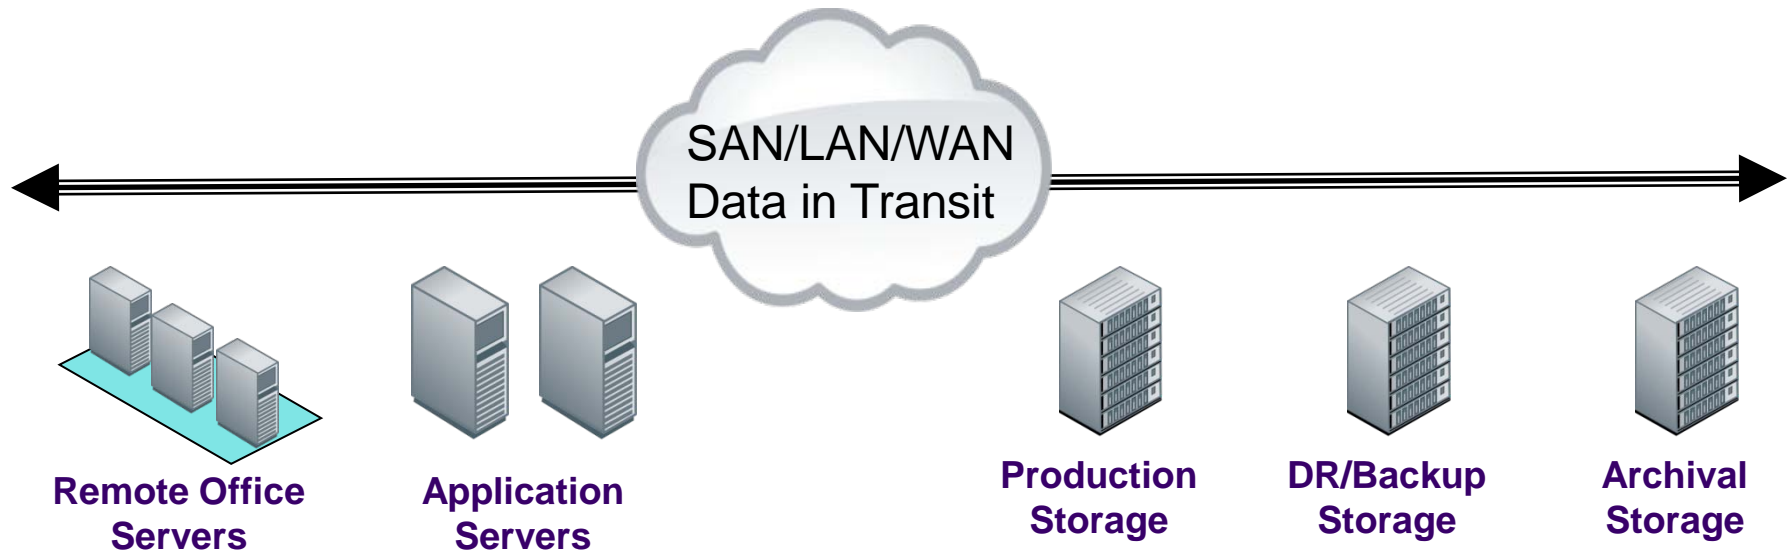 SAN/LAN/WAN
Data in Transit
Remote Office
Servers
Application
Servers
Production
Storage
DR/Backup
Storage
Archival
Storage